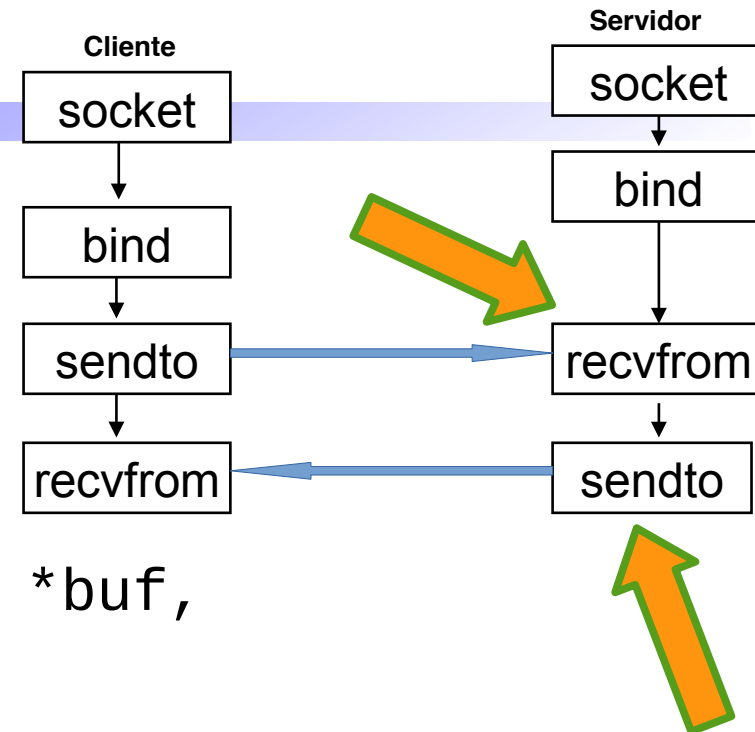 Cliente
socket
bind
sendto
recvfrom
*buf,
Servidor
socket
bind
recvfrom
sendto